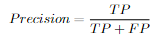 Precision = TP / TP + FP